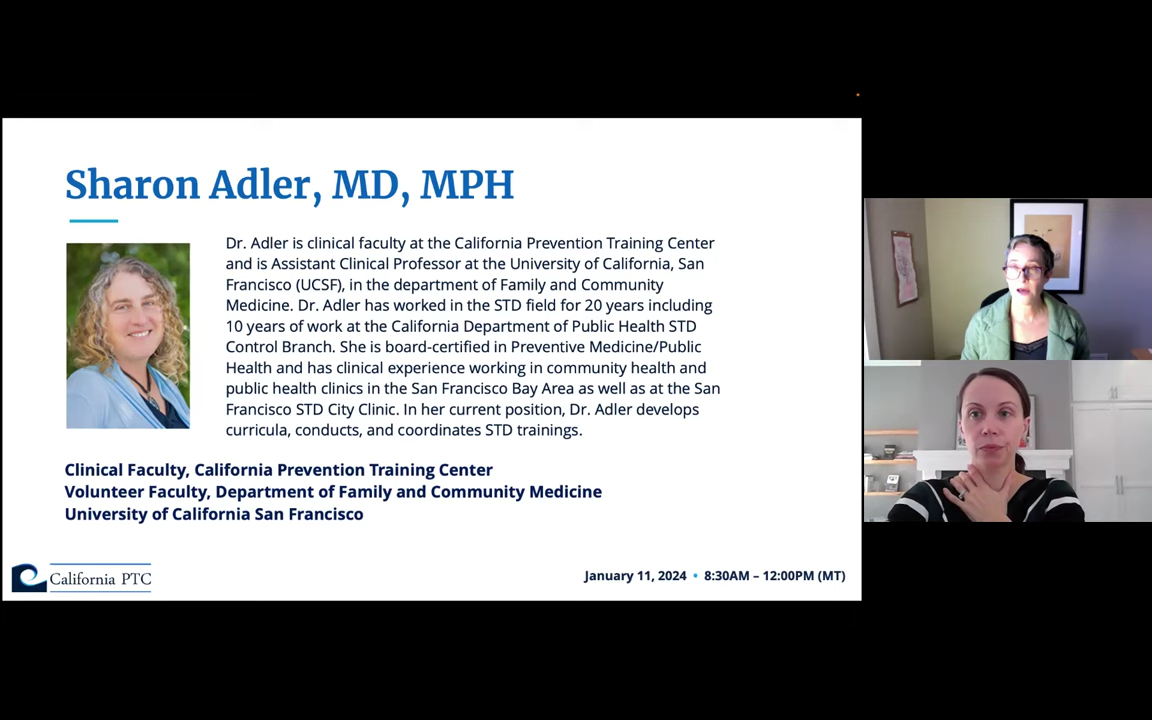 Sharon Adler, MD, MPH
Dr. Adler is clinical faculty at the California Prevention Training Center
and is Assistant Clinical Professor at the University of California, San
Francisco (UCSF), in the department of Family and Community
Medicine. Dr. Adler has worked in the STD field for 20 years including
10 years of work at the California Department of Public Health STD
Control Branch. She is board-certified in Preventive Medicine/Public
Health and has clinical experience working in community health and
public health clinics in the San Francisco Bay Area as well as at the San
Francisco STD City Clinic. In her current position, Dr. Adler develops
curricula, conducts, and coordinates STD trainings.
Clinical Faculty, California Prevention Training Center
Volunteer Faculty, Department of Family and Community Medicine
University of California San Francisco
California PTC
January 11, 2024 • 8:30AM – 12:00PM (MT)